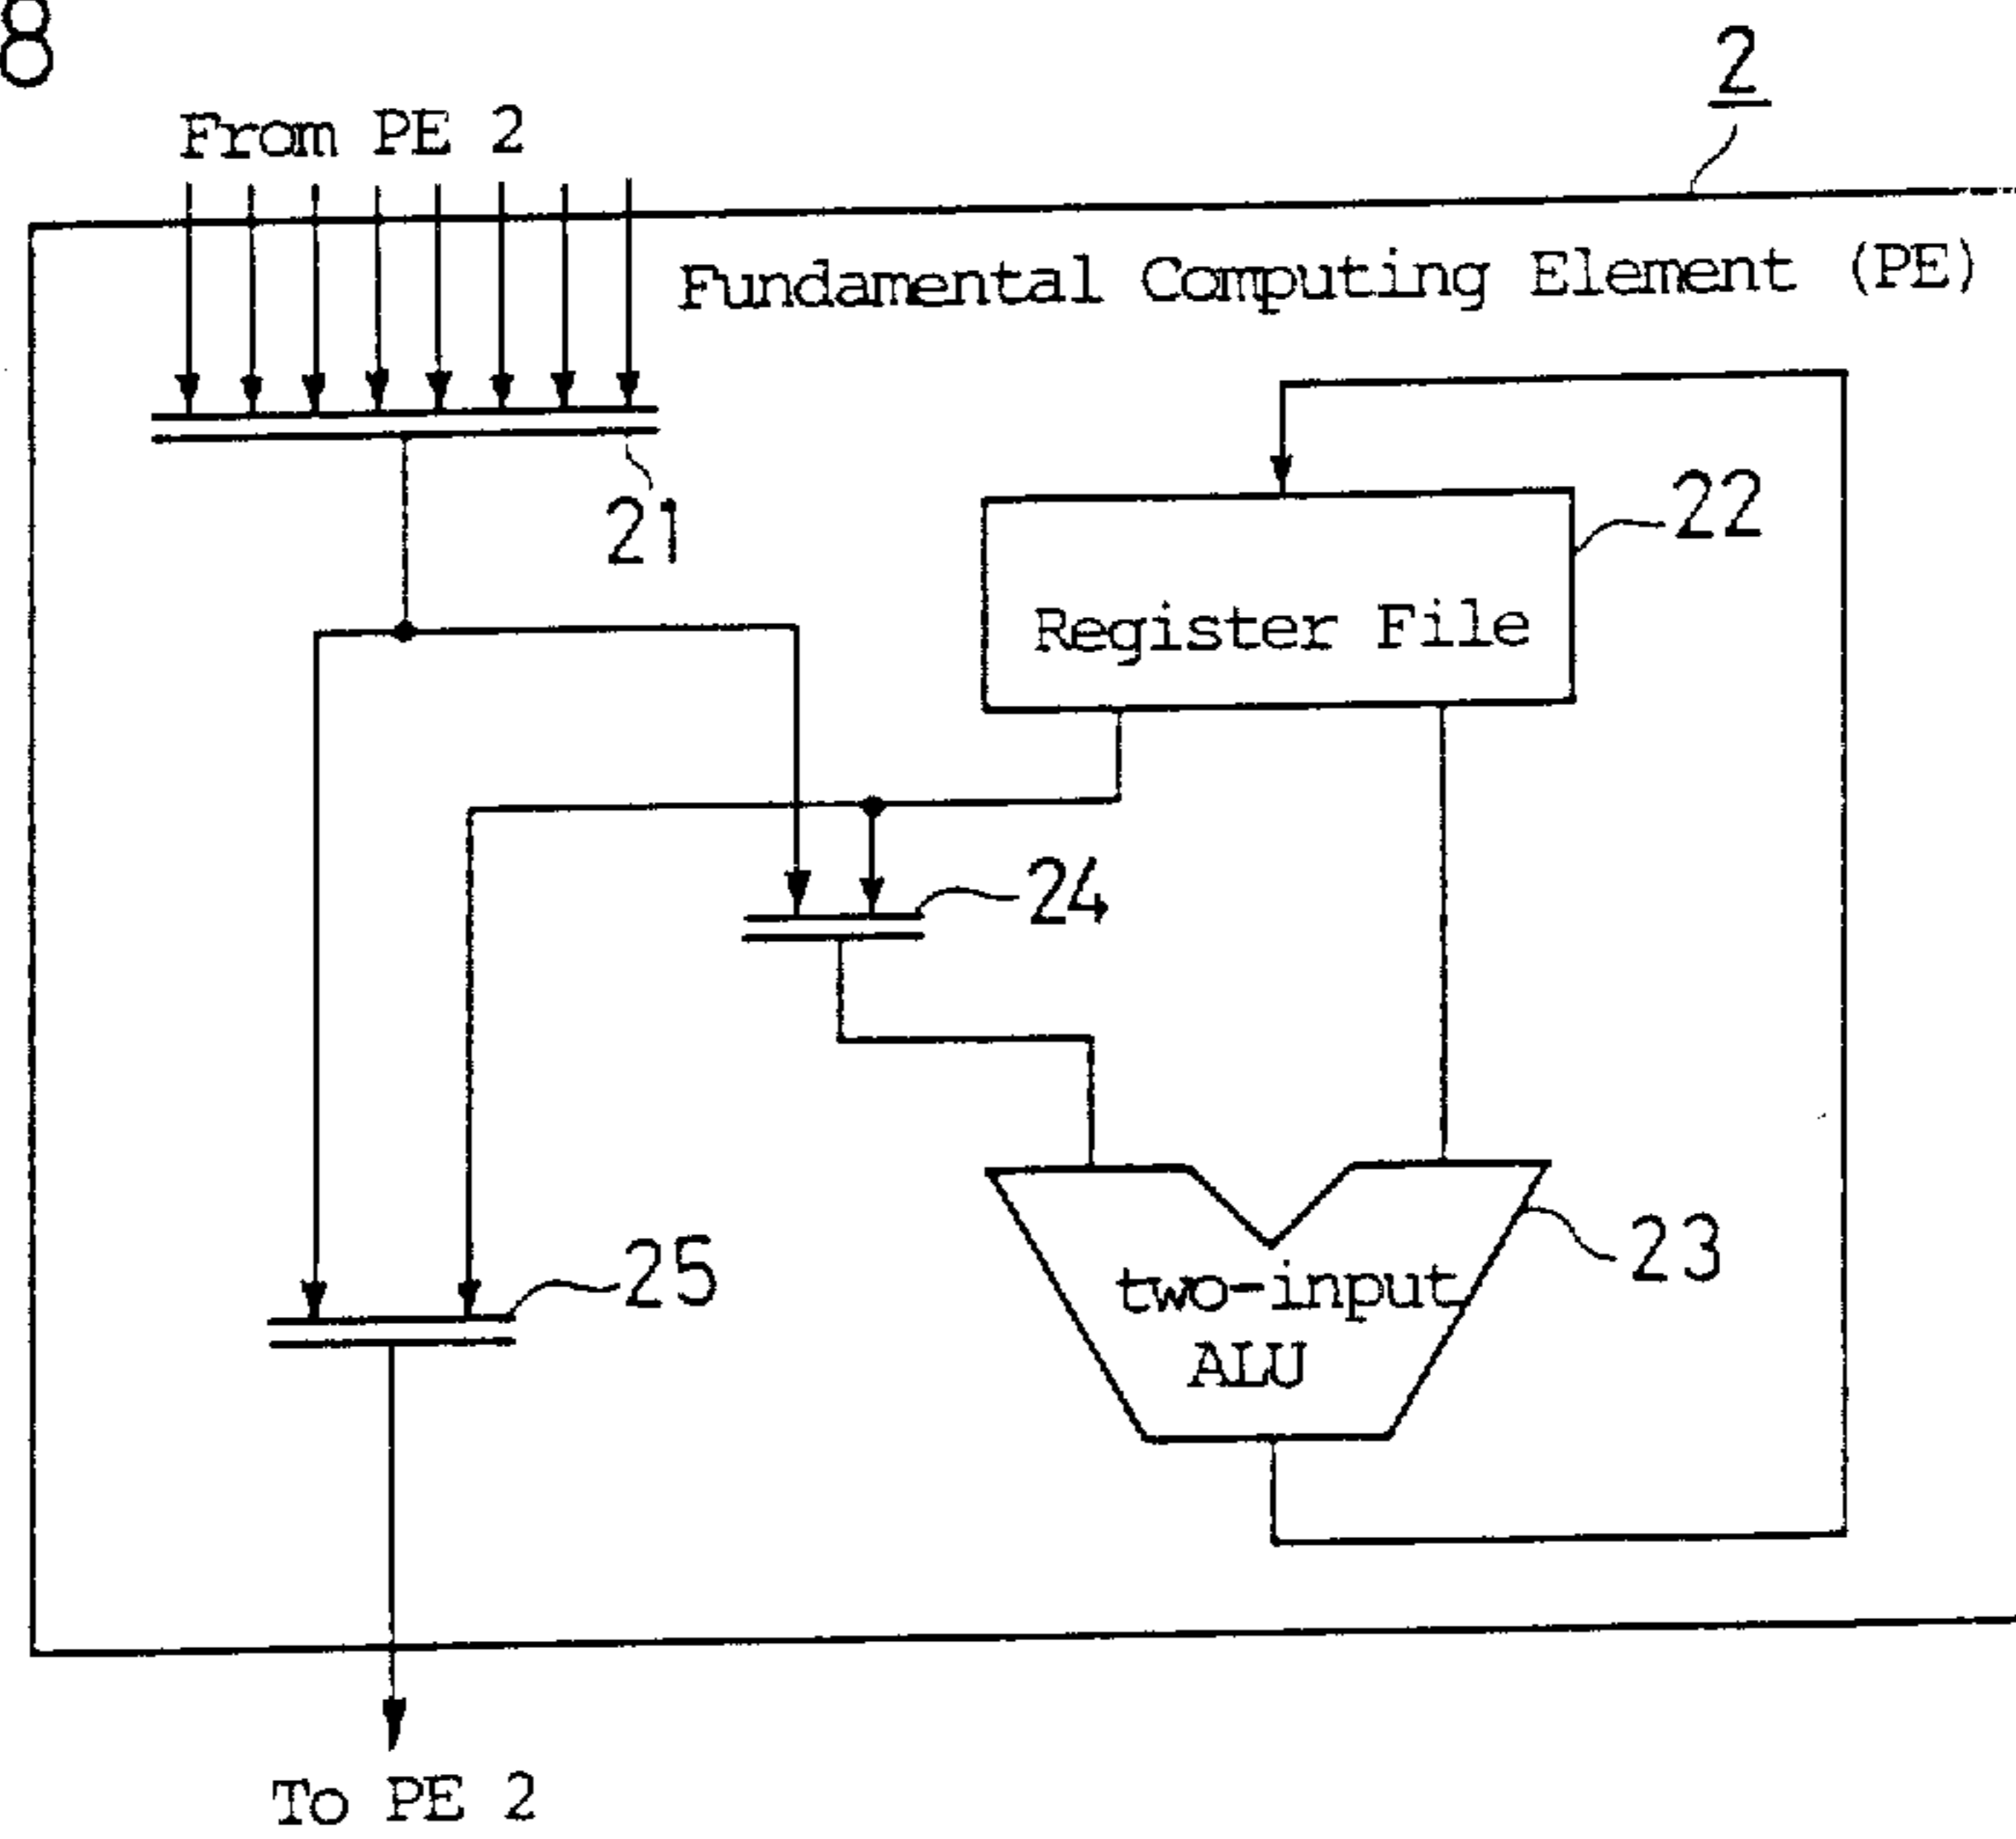 8
2
From PE 2
Fundamental Computing Element (PE)
21
22
Register File
24
25
23
two-input
ALU
To PE 2